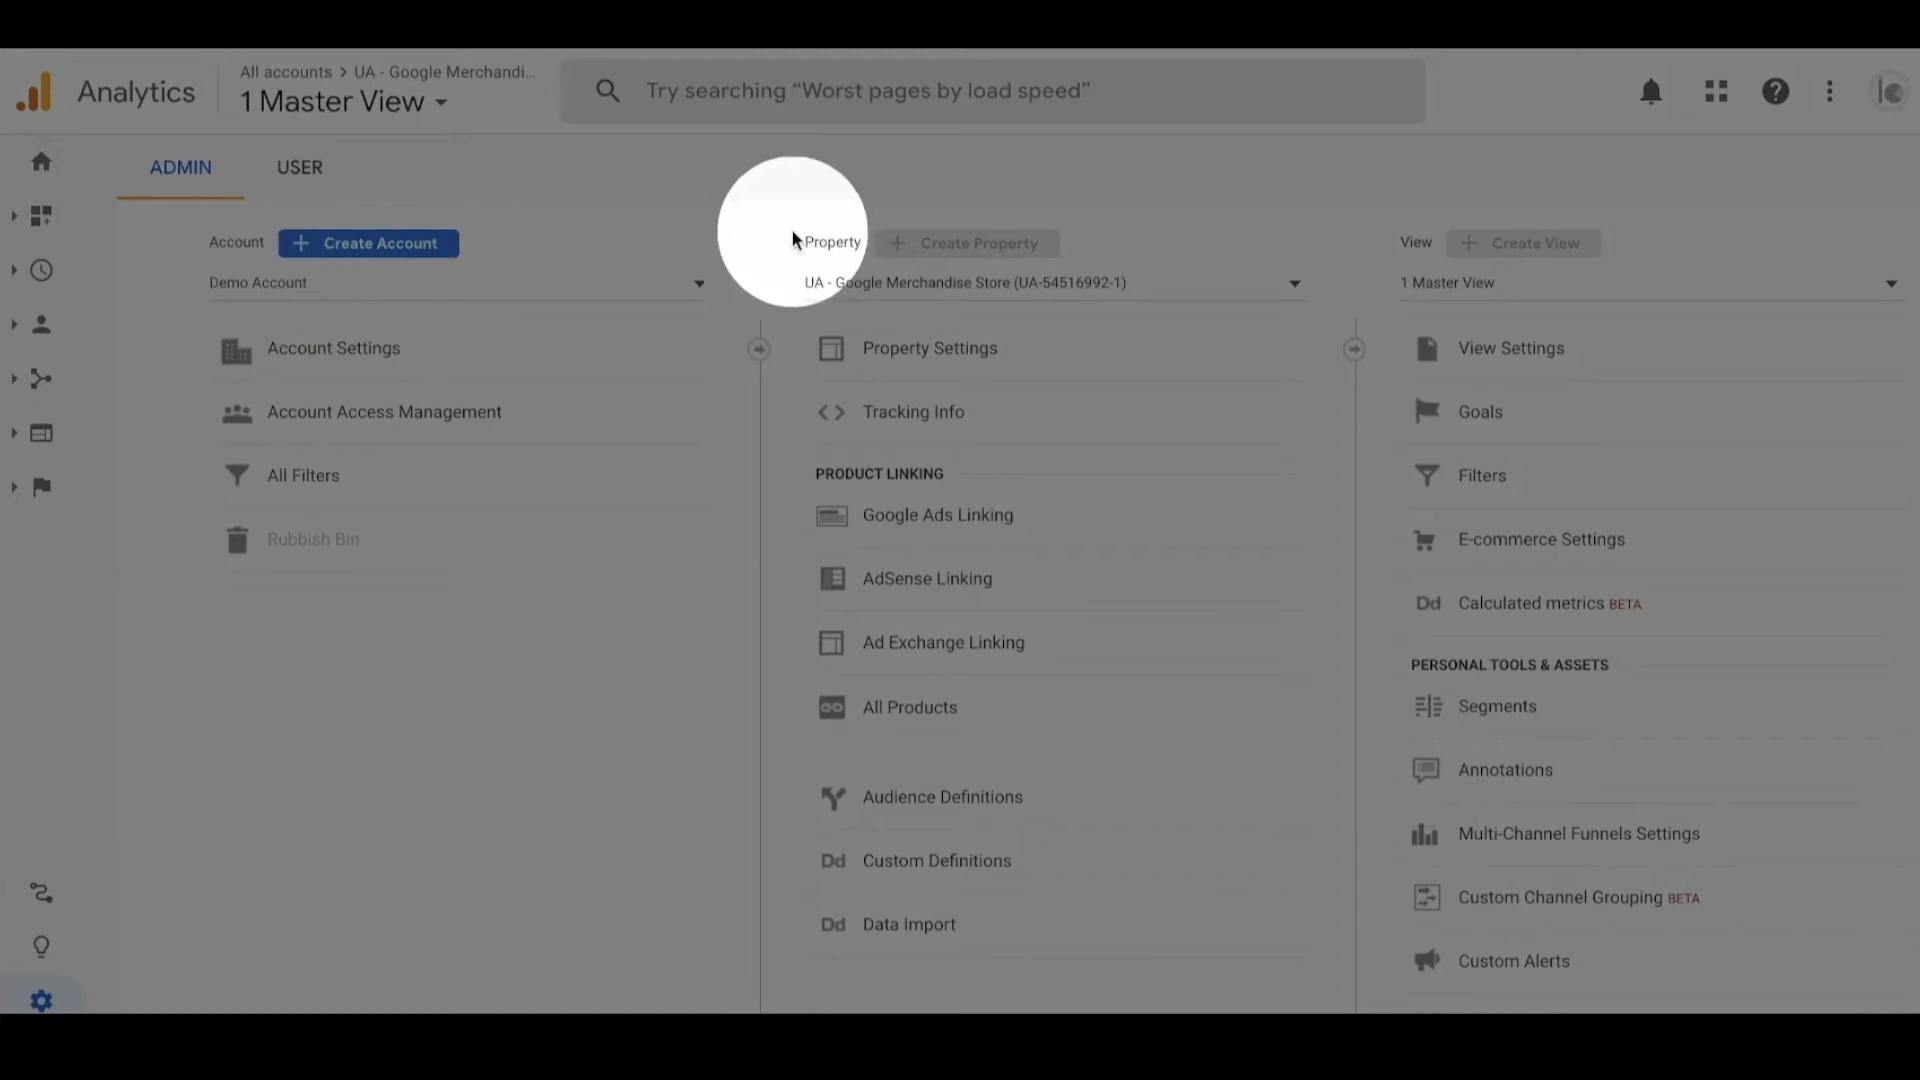 Analytics
All accounts > UA - Google Merchandi...
1 Master View
Try searching “Worst pages by load speed”
ADMIN
USER
Account
Create Account
Demo Account
Account Settings
Account Access Management
All Filters
Rubbish Bin
Property
Create Property
UA - Google Merchandise Store (UA-54516992-1)
Property Settings
Tracking Info
PRODUCT LINKING
Google Ads Linking
AdSense Linking
Ad Exchange Linking
All Products
Audience Definitions
Dd Custom Definitions
Dd Data Import
View
Create View
1 Master View
View Settings
Goals
Filters
E-commerce Settings
Dd Calculated metrics BETA
PERSONAL TOOLS & ASSETS
Segments
Annotations
Multi-Channel Funnels Settings
Custom Channel Grouping BETA
Custom Alerts